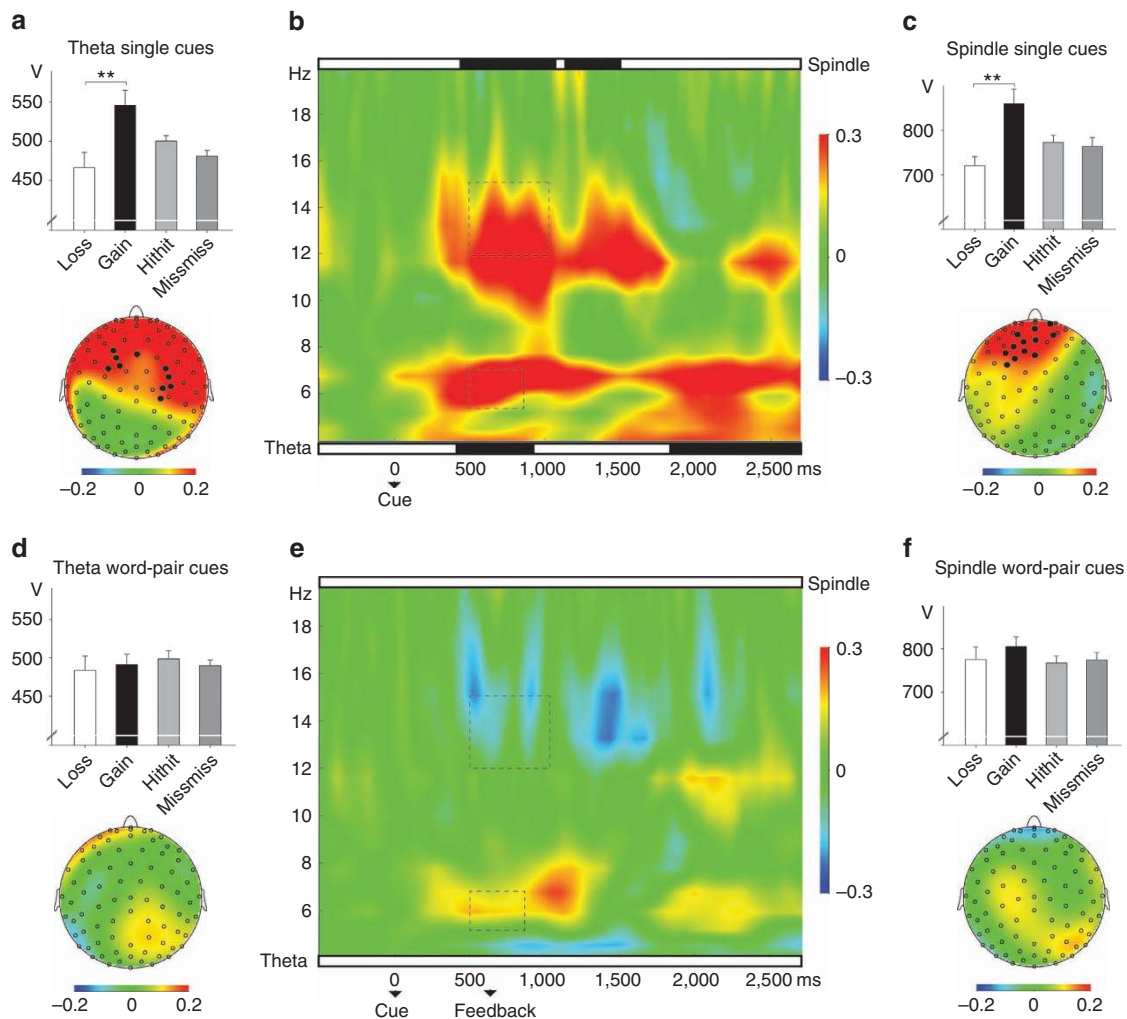 a
Theta single cues
V
**
550
500
450
Loss
Gain
Hithit
Missmiss
−0.2 0 0.2
b
Hz
Spindle
18
16
14
12
10
8
6
Theta
0 500 1,000 1,500 2,000 2,500 ms
Cue
0.3
0
−0.3
c
Spindle single cues
V
**
800
700
Loss
Gain
Hithit
Missmiss
−0.2 0 0.2
d
Theta word-pair cues
V
550
500
450
Loss
Gain
Hithit
Missmiss
−0.2 0 0.2
e
Hz
Spindle
18
16
14
12
10
8
6
Theta
0 500 1,000 1,500 2,000 2,500 ms
Cue Feedback
0.3
0
−0.3
f
Spindle word-pair cues
V
800
700
Loss
Gain
Hithit
Missmiss
−0.2 0 0.2